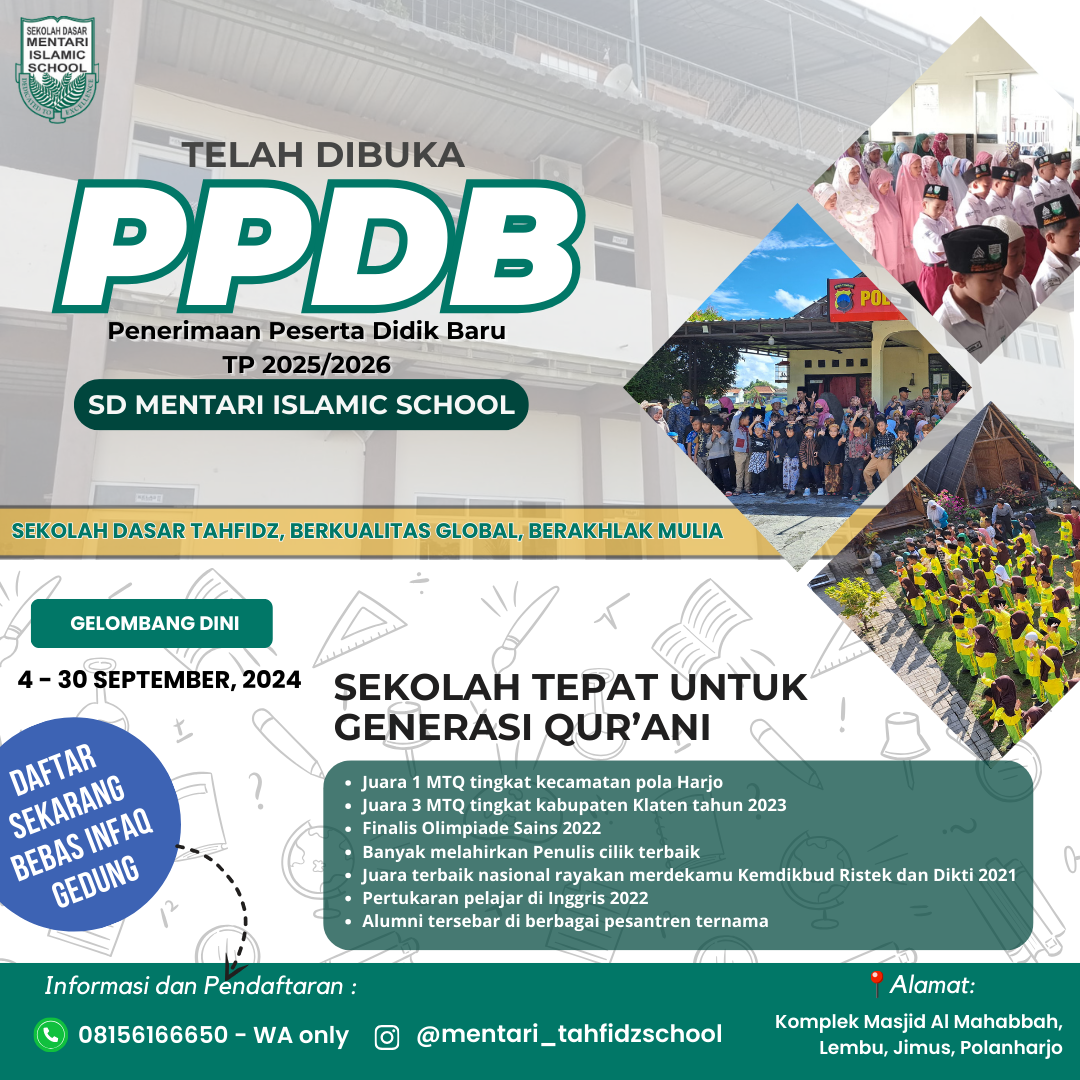 SEKOLAH DASAR
MENTARI
ISLAMIC
SCHOOL
DEDICATED TO EXCELLENCE
TELAH DIBUKA
PPDB
Penerimaan Peserta Didik Baru
TP 2025/2026
SD MENTARI ISLAMIC SCHOOL
SEKOLAH DASAR TAHFIDZ, BERKUALITAS GLOBAL, BERAKHLAK MULIA
GELOMBANG DINI
4 - 30 SEPTEMBER, 2024
DAFTAR
SEKARANG
BEBAS INFAQ
GEDUNG
SEKOLAH TEPAT UNTUK
GENERASI QUR'ANI
• Juara 1 MTQ tingkat kecamatan pola Harjo
• Juara 3 MTQ tingkat kabupaten Klaten tahun 2023
• Finalis Olimpiade Sains 2022
• Banyak melahirkan Penulis cilik terbaik
• Juara terbaik nasional rayakan merdekamu Kemdikbud Ristek dan Dikti 2021
• Pertukaran pelajar di Inggris 2022
• Alumni tersebar di berbagai pesantren ternama
Informasi dan Pendaftaran :
08156166650 - WA only
@mentari_tahfidzschool
Alamat:
Komplek Masjid Al Mahabbah,
Lembu, Jimus, Polanharjo